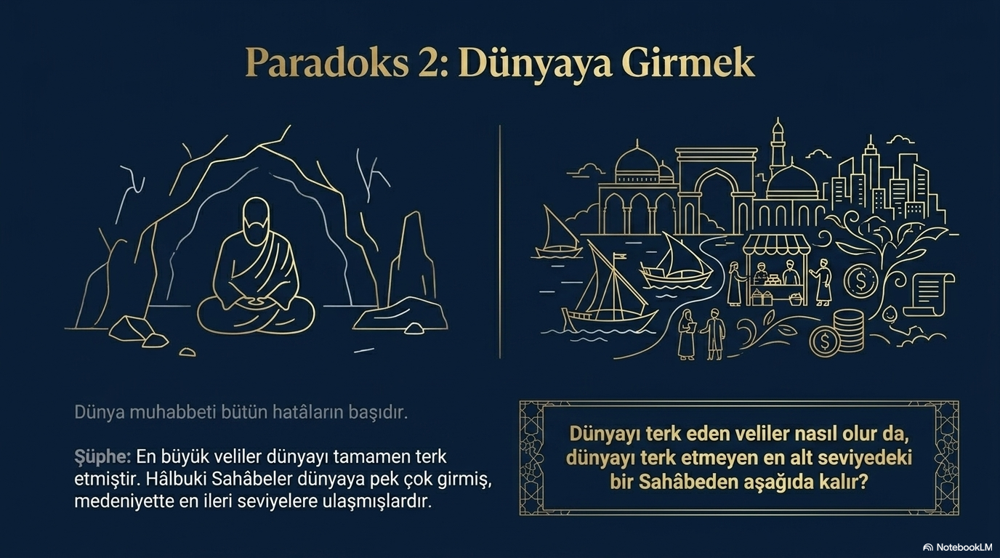 Paradoks 2: Dünyaya Girmek
Dünya muhabbeti bütün hatâların başıdır.
Şüphe: En büyük veliler dünyayı tamamen terk
etmiştir. Hâlbuki Sahâbeler dünyaya pek çok girmiş,
medeniyette en ileri seviyelere ulaşmışlardır.
Dünyayı terk eden veliler nasıl olur da,
dünyayı terk etmeyen en alt seviyedeki
bir Sahâbeden aşağıda kalır?
$
$
NotebookLM